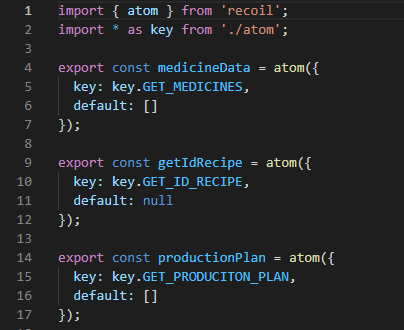 1 import { atom } from 'recoil';
2 import * as key from './atom';
3
4 export const medicineData = atom({
5 key: key.GET_MEDICINES,
6 default: []
7 });
8
9 export const getIdRecipe = atom({
10 key: key.GET_ID_RECIPE,
11 default: null
12 });
13
14 export const productionPlan = atom({
15 key: key.GET_PRODUCITON_PLAN,
16 default: []
17 });